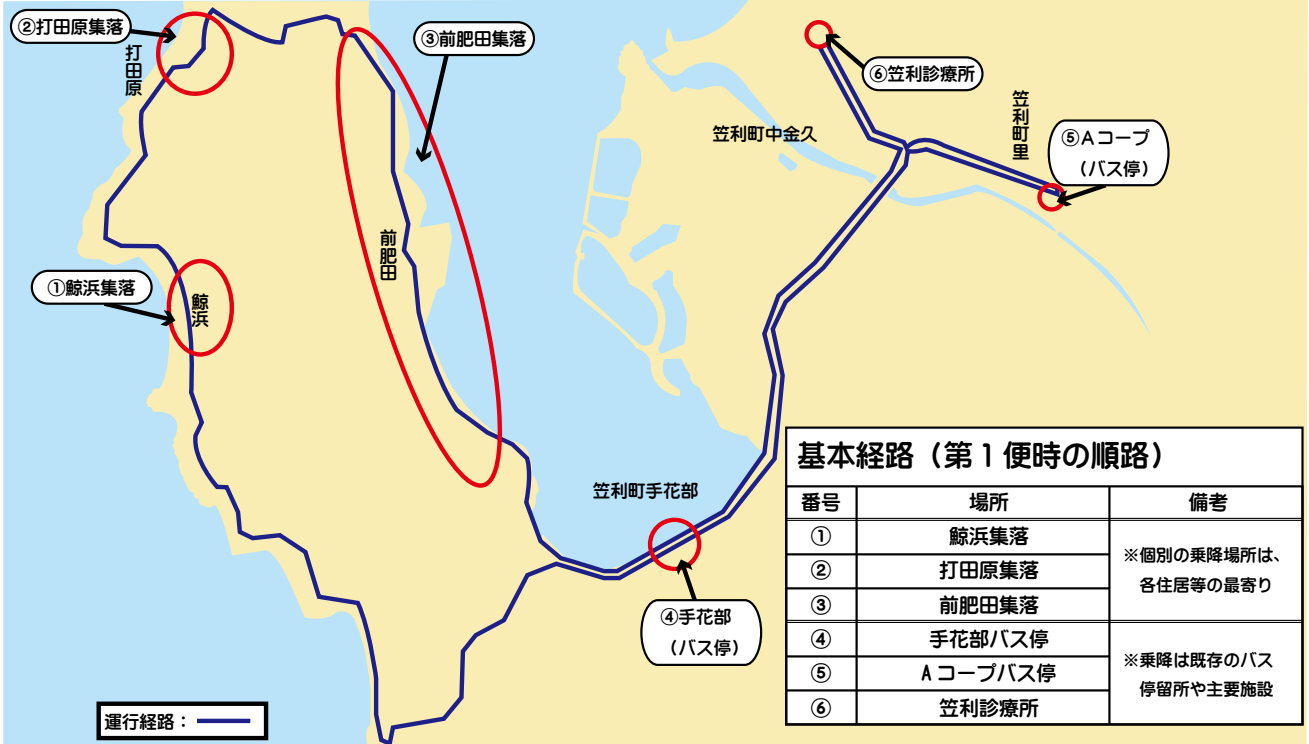 ②打田原集落
打田原
③前肥田集落
⑥笠利診療所
笠利町中金久
笠利町里
⑤Aコープ
(バス停)
前肥田
①鯨浜集落
鯨浜
笠利町手花部
④手花部
(バス停)
運行経路：
基本経路（第１便時の順路）
番号 場所 備考
① 鯨浜集落
② 打田原集落
③ 前肥田集落
※個別の乗降場所は、
各住居等の最寄り
④ 手花部バス停
⑤ Aコープバス停
⑥ 笠利診療所
※乗降は既存のバス
停留所や主要施設